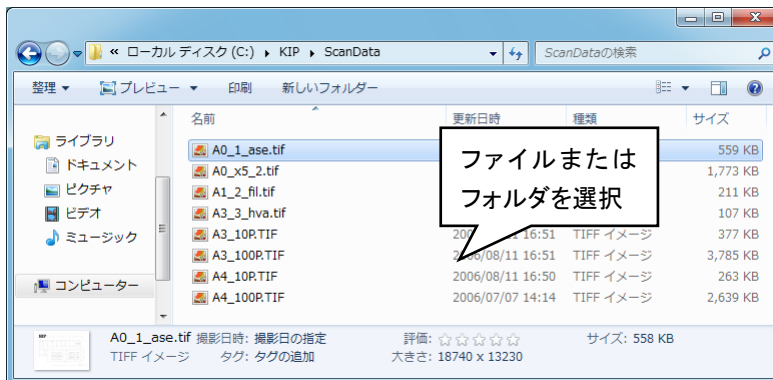 « ローカル ディスク (C:) ▸ KIP ▸ ScanData ScanDataの検索
整理 プレビュー 印刷 新しいフォルダー
名前 更新日時 種類 サイズ
ライブラリ
ドキュメント
ピクチャ
ビデオ
ミュージック
コンピューター
A0_1_ase.tif 559 KB
A0_x5_2.tif 1,773 KB
A1_2_fil.tif 211 KB
A3_3_hva.tif 107 KB
A3_10P.TIF 16:51 TIFF イメージ 377 KB
A3_100P.TIF 2006/08/11 16:51 TIFF イメージ 3,785 KB
A4_10P.TIF 2006/08/11 16:50 TIFF イメージ 263 KB
A4_100P.TIF 2006/07/07 14:14 TIFF イメージ 2,639 KB
ファイルまたは
フォルダを選択
A0_1_ase.tif 撮影日時: 撮影日の指定 評価: ☆☆☆☆☆ サイズ: 558 KB
TIFF イメージ タグ: タグの追加 大きさ: 18740 x 13230